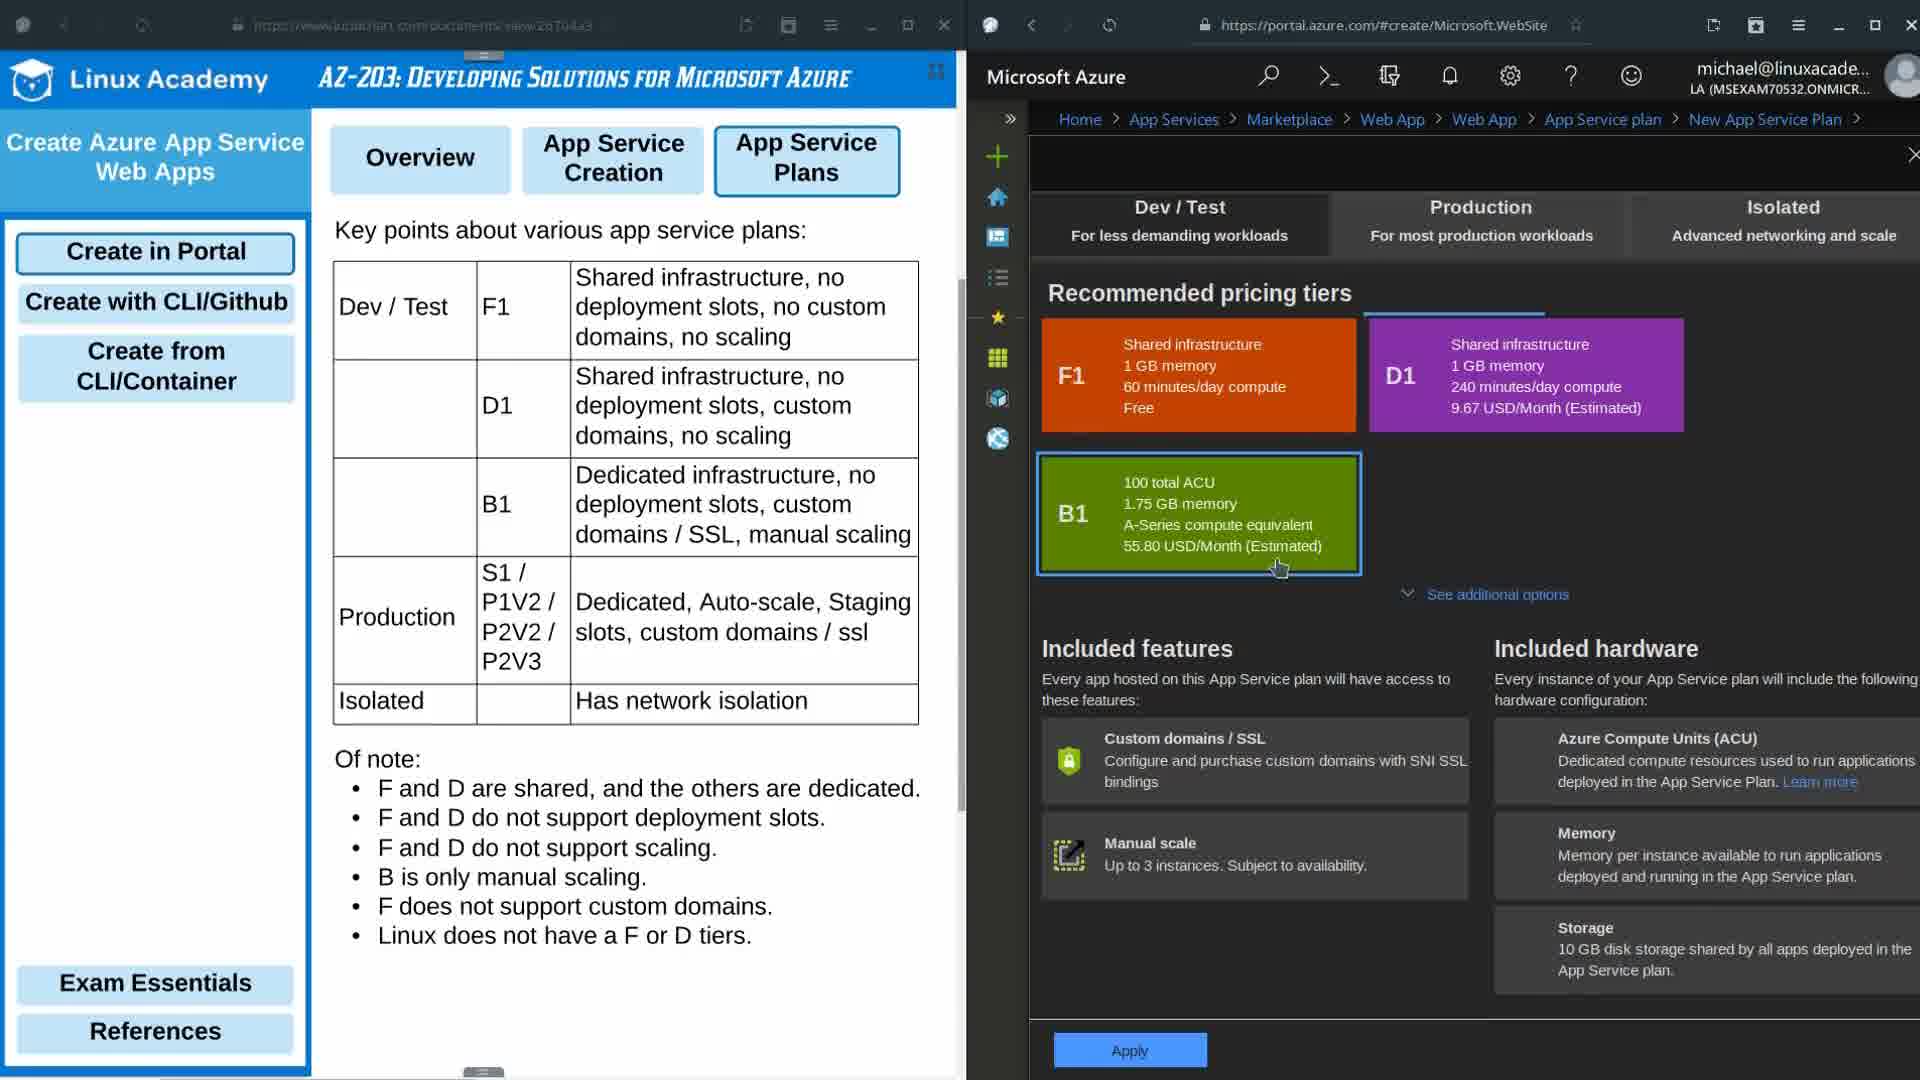 https://www.lucidchart.com/documents/view/
Linux Academy
AZ-203: Developing Solutions for Microsoft Azure
Create Azure App Service
Web Apps
Create in Portal
Create with CLI/Github
Create from
CLI/Container
Exam Essentials
References
Overview
App Service
Creation
App Service
Plans
Key points about various app service plans:
Dev / Test
F1
Shared infrastructure, no
deployment slots, no custom
domains, no scaling
D1
Shared infrastructure, no
deployment slots, custom
domains, no scaling
B1
Dedicated infrastructure, no
deployment slots, custom
domains / SSL, manual scaling
Production
S1 /
P1V2 /
P2V2 /
P2V3
Dedicated, Auto-scale, Staging
slots, custom domains / ssl
Isolated
Has network isolation
Of note:
• F and D are shared, and the others are dedicated.
• F and D do not support deployment slots.
• F and D do not support scaling.
• B is only manual scaling.
• F does not support custom domains.
• Linux does not have a F or D tiers.
https://portal.azure.com/#create/Microsoft.WebSite
Microsoft Azure
michael@linuxacade...
LA (MSEXAM70532.ONMICR...
Home > App Services > Marketplace > Web App > Web App > App Service plan > New App Service Plan >
Dev / Test
For less demanding workloads
Production
For most production workloads
Isolated
Advanced networking and scale
Recommended pricing tiers
F1
Shared infrastructure
1 GB memory
60 minutes/day compute
Free
D1
Shared infrastructure
1 GB memory
240 minutes/day compute
9.67 USD/Month (Estimated)
B1
100 total ACU
1.75 GB memory
A-Series compute equivalent
55.80 USD/Month (Estimated)
See additional options
Included features
Every app hosted on this App Service plan will have access to
these features:
Custom domains / SSL
Configure and purchase custom domains with SNI SSL
bindings
Manual scale
Up to 3 instances. Subject to availability.
Included hardware
Every instance of your App Service plan will include the following
hardware configuration:
Azure Compute Units (ACU)
Dedicated compute resources used to run applications
deployed in the App Service Plan. Learn more
Memory
Memory per instance available to run applications
deployed and running in the App Service plan.
Storage
10 GB disk storage shared by all apps deployed in the
App Service plan.
Apply